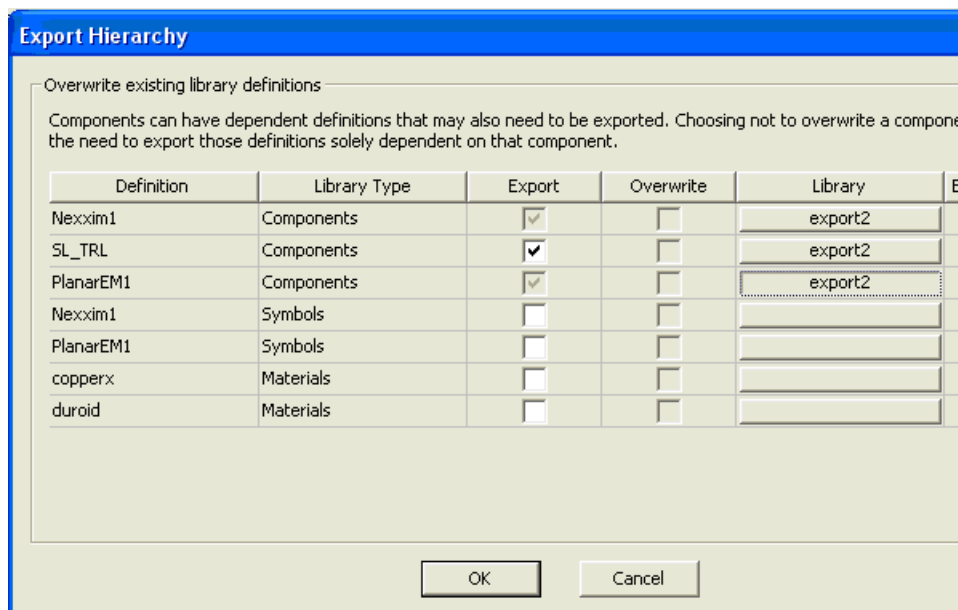 Export Hierarchy
Overwrite existing library definitions
Components can have dependent definitions that may also need to be exported. Choosing not to overwrite a compone
the need to export those definitions solely dependent on that component.
Definition Library Type Export Overwrite Library E
Nexxim1 Components export2
SL_TRL Components export2
PlanarEM1 Components export2
Nexxim1 Symbols
PlanarEM1 Symbols
copperx Materials
duroid Materials
OK Cancel